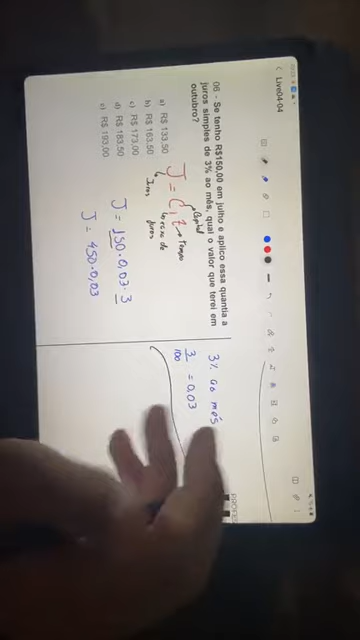 Live04-04
06 - Se tenho R$150,00 em julho e aplico essa quantia a
juros simples de 3% ao mês, qual o valor que terei em
outubro?
a) R$ 133,50
b) R$ 163,50
c) R$ 173,00
d) R$ 183,50
e) R$ 193,00
J = C.i.t
Capital
Tempo
taxa de
juros
Juros
J = 150.0,03.3
J = 450.0,03
3% ao mês
3/100 = 0,03